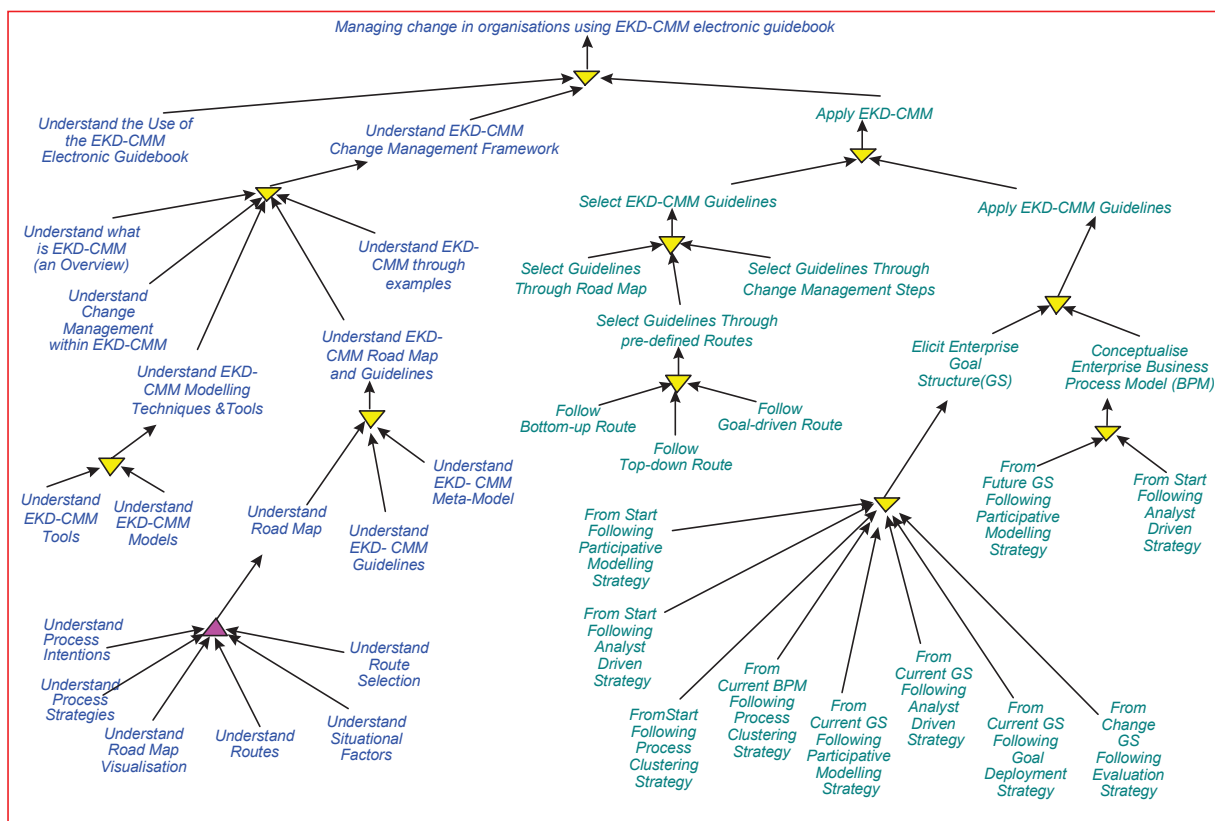 Managing change in organisations using EKD-CMM electronic guidebook
Understand the Use of
the EKD-CMM
Electronic Guidebook
Understand EKD-CMM
Change Management Framework
Apply EKD-CMM
Understand what
is EKD-CMM
(an Overview)
Understand
Change
Management
within EKD-CMM
Understand EKD-
CMM through
examples
Understand EKD-
CMM Modelling
Techniques &Tools
Understand EKD-
CMM Road Map
and Guidelines
Understand
EKD-CMM
Tools
Understand
EKD-CMM
Models
Understand
Road Map
Understand
EKD- CMM
Guidelines
Understand
EKD- CMM
Meta-Model
Understand
Process
Intentions
Understand
Process
Strategies
Understand
Road Map
Visualisation
Understand
Routes
Understand
Situational
Factors
Understand
Route
Selection
Select EKD-CMM Guidelines
Apply EKD-CMM Guidelines
Select Guidelines
Through Road Map
Select Guidelines Through
Change Management Steps
Select Guidelines Through
pre-defined Routes
Follow
Bottom-up Route
Follow
Top-down Route
Follow
Goal-driven Route
Elicit Enterprise
Goal
Structure(GS)
Conceptualise
Enterprise Business
Process Model (BPM)
From
Future GS
Following
Participative
Modelling
Strategy
From Start
Following
Analyst
Driven
Strategy
From Start
Following
Participative
Modelling
Strategy
From Start
Following
Analyst
Driven
Strategy
FromStart
Following
Process
Clustering
Strategy
From
Current BPM
Following
Process
Clustering
Strategy
From
Current GS
Following
Participative
Modelling
Strategy
From
Current GS
Following
Analyst
Driven
Strategy
From
Current GS
Following
Goal
Deployment
Strategy
From
Change
GS
Following
Evaluation
Strategy